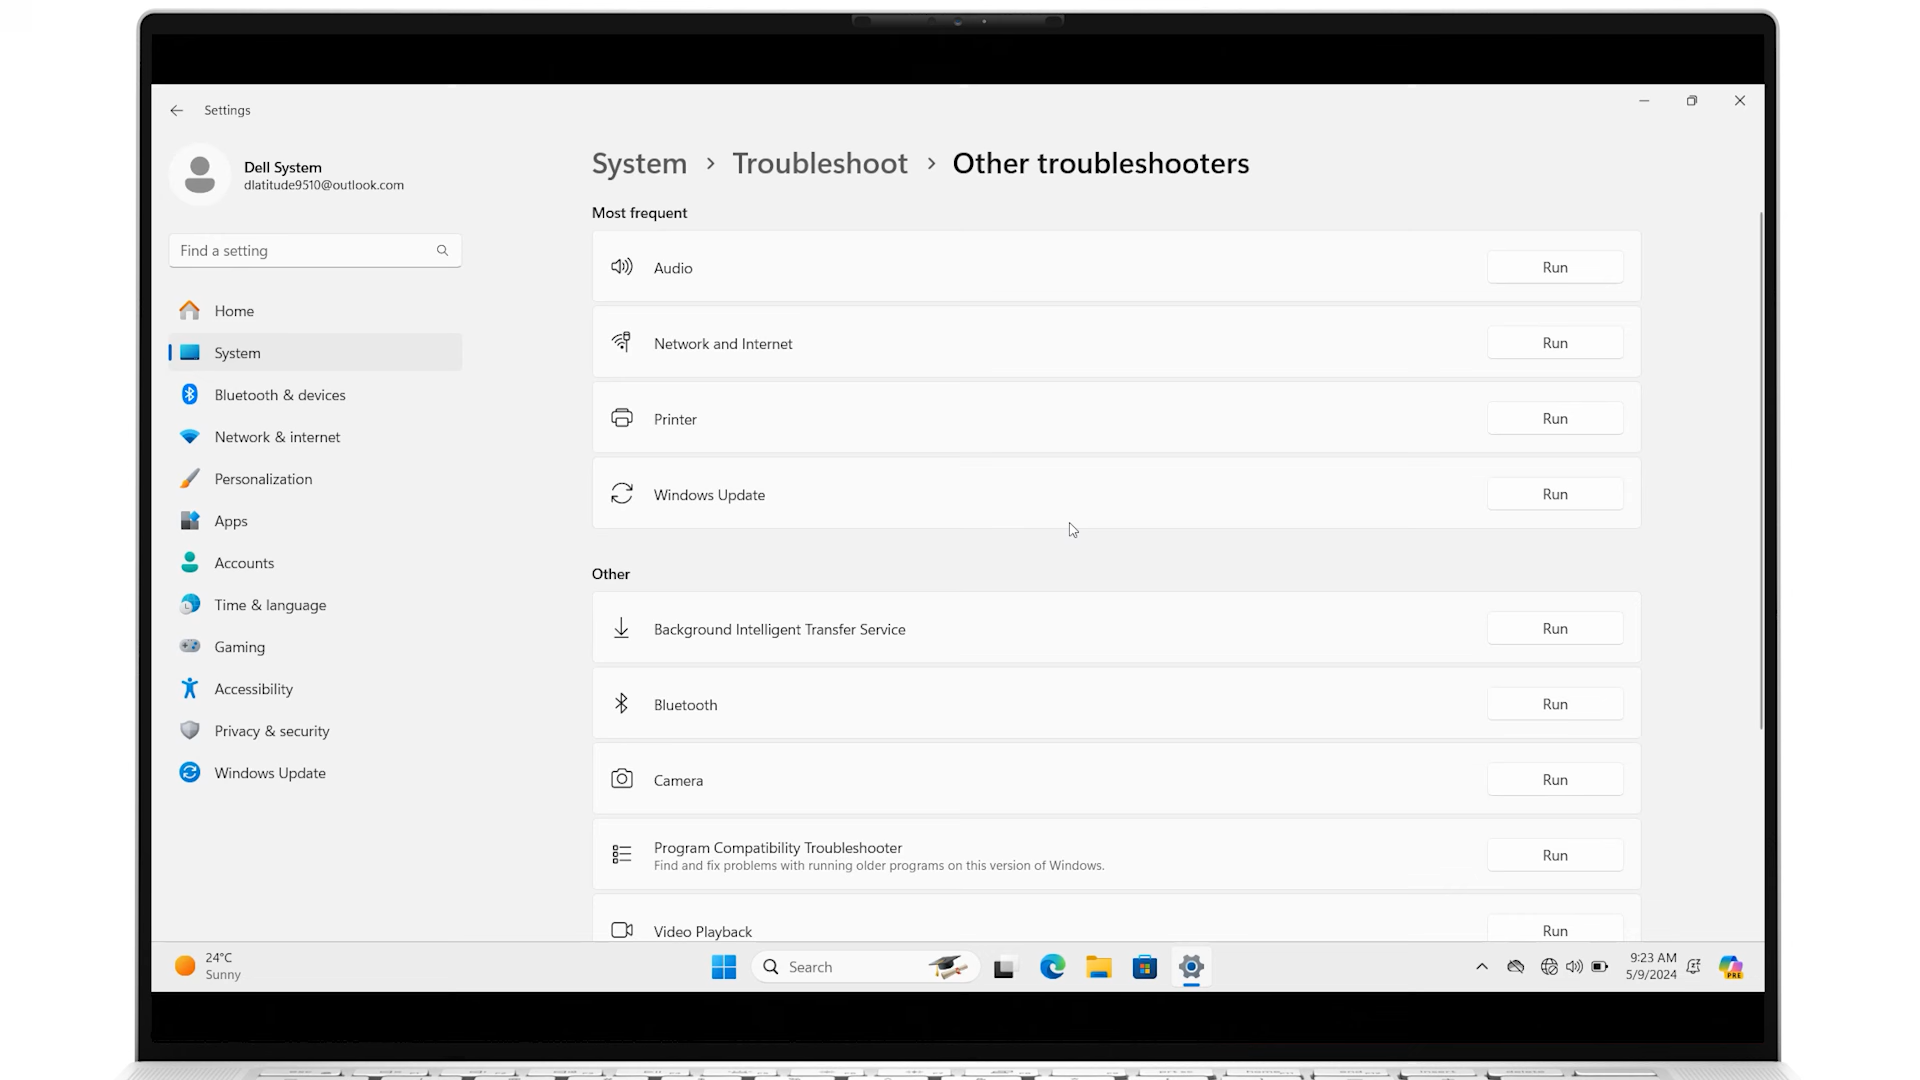 Settings
Dell System
dlatitude9510@outlook.com
Find a setting
Home
System
Bluetooth & devices
Network & internet
Personalization
Apps
Accounts
Time & language
Gaming
Accessibility
Privacy & security
Windows Update
System > Troubleshoot > Other troubleshooters
Most frequent
Audio Run
Network and Internet Run
Printer Run
Windows Update Run
Other
Background Intelligent Transfer Service Run
Bluetooth Run
Camera Run
Program Compatibility Troubleshooter
Find and fix problems with running older programs on this version of Windows.
Run
Video Playback Run
24°C
Sunny
Search
9:23 AM
5/9/2024
PRE